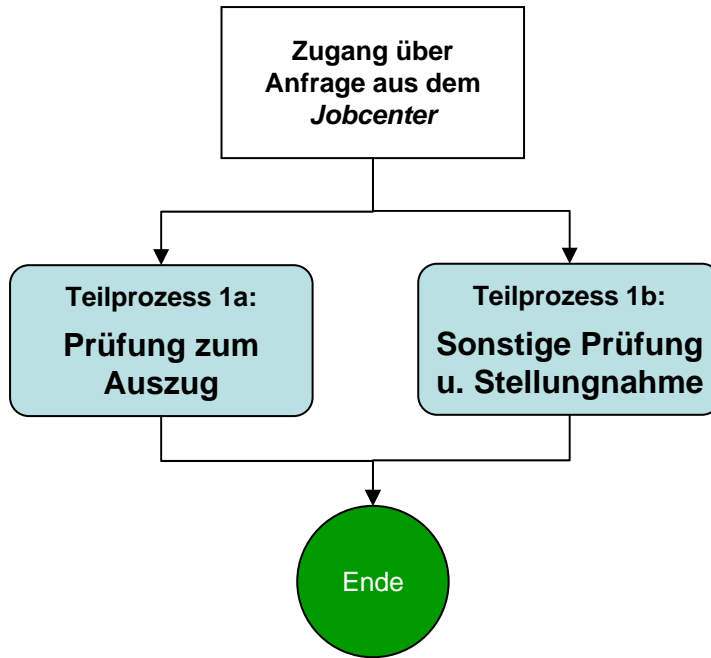 Zugang über
Anfrage aus dem
Jobcenter
Teilprozess 1a:
Prüfung zum
Auszug
Teilprozess 1b:
Sonstige Prüfung
u. Stellungnahme
Ende